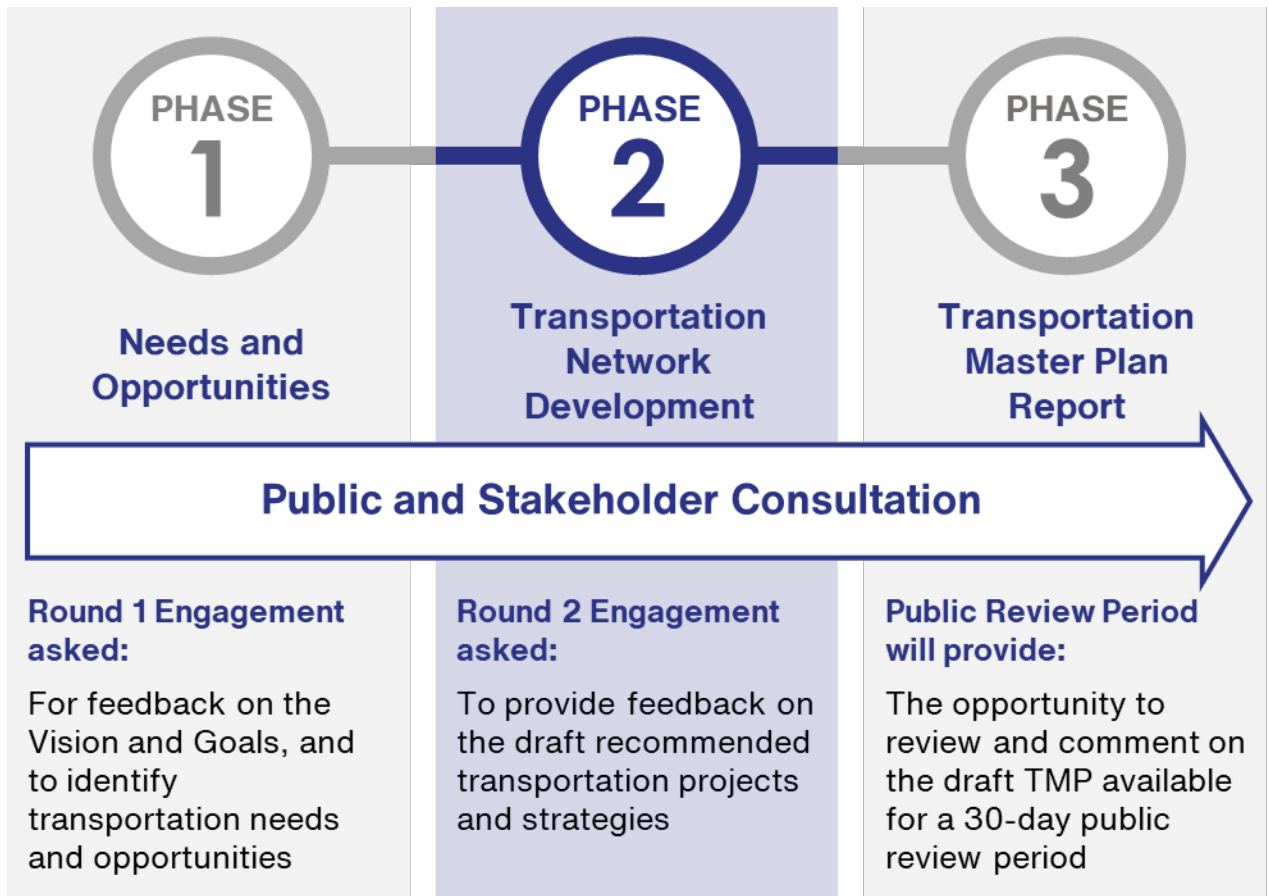 PHASE
1
Needs and
Opportunities
PHASE
2
Transportation
Network
Development
PHASE
3
Transportation
Master Plan
Report
Public and Stakeholder Consultation
Round 1 Engagement
asked:
For feedback on the
Vision and Goals, and
to identify
transportation needs
and opportunities
Round 2 Engagement
asked:
To provide feedback on
the draft recommended
transportation projects
and strategies
Public Review Period
will provide:
The opportunity to
review and comment on
the draft TMP available
for a 30-day public
review period